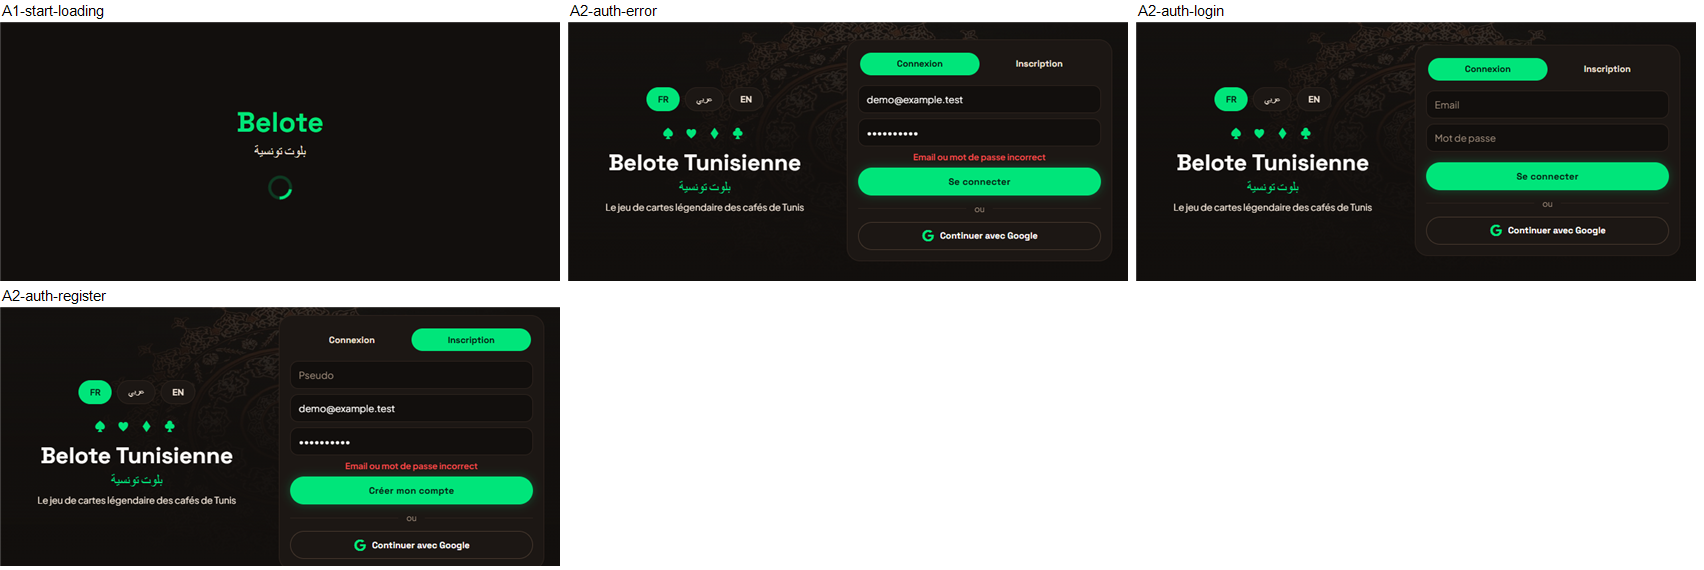 A1-start-loading
Belote
بلوت تونسية
A2-auth-error
FR
عربي
EN
Belote Tunisienne
بلوت تونسية
Le jeu de cartes légendaire des cafés de Tunis
Connexion
Inscription
demo@example.test
••••••••••
Email ou mot de passe incorrect
Se connecter
ou
Continuer avec Google
A2-auth-login
FR
عربي
EN
Belote Tunisienne
بلوت تونسية
Le jeu de cartes légendaire des cafés de Tunis
Connexion
Inscription
Email
Mot de passe
Se connecter
ou
Continuer avec Google
A2-auth-register
FR
عربي
EN
Belote Tunisienne
بلوت تونسية
Le jeu de cartes légendaire des cafés de Tunis
Connexion
Inscription
Pseudo
demo@example.test
••••••••••
Email ou mot de passe incorrect
Créer mon compte
ou
Continuer avec Google